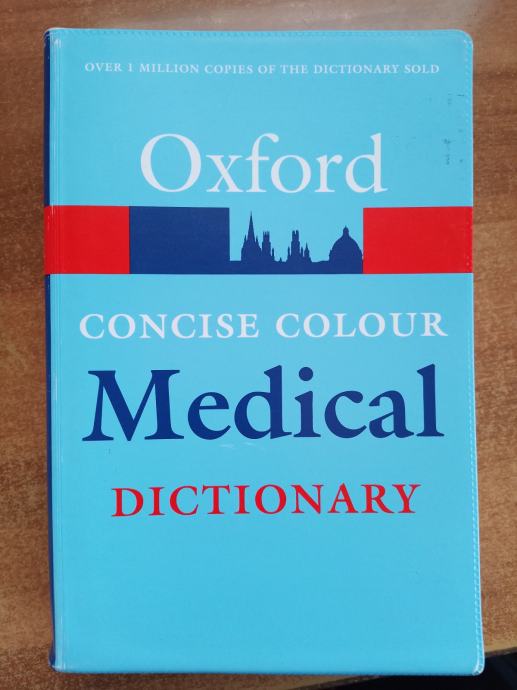 OVER 1 MILLION COPIES OF THE DICTIONARY SOLD
Oxford
CONCISE COLOUR
Medical
DICTIONARY